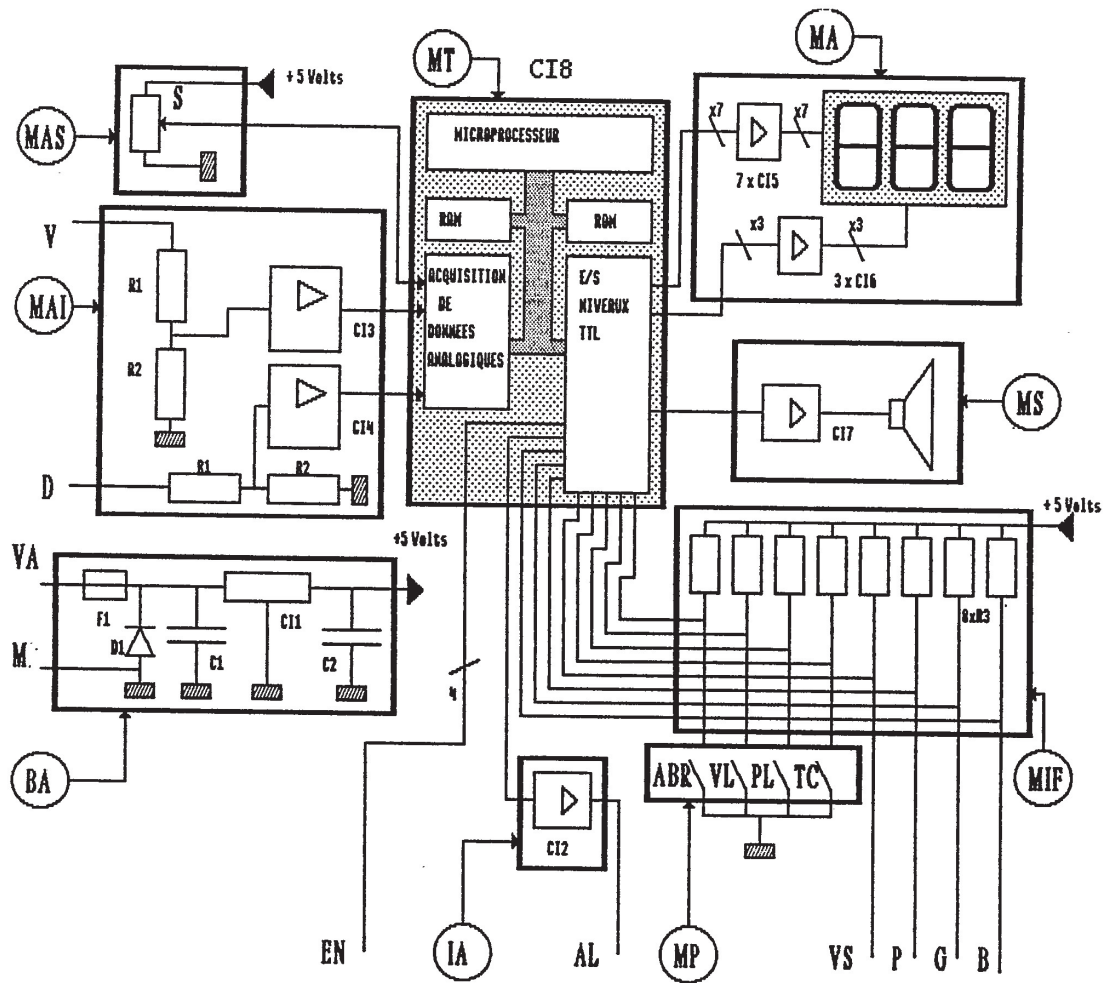 MA
MT
CI8
+5 Volts
S
MAS
MICROPROCESSEUR
x7
x7
7 x CI5
ROM
ROM
x3
x3
3 x CI6
V
R1
MAI
CI3
R2
CI4
R1
R2
D
ACQUISITION
DE
DONNEES
ANALOGIQUES
E/S
NIVERUX
TTL
MS
CI7
+5 Volts
VA
F1
D1
M.
C1
CI1
C2
+5 Volts
8xR3
4
BA
MIF
ABR
VL
PL
TC
CI2
EN
IA
AL
MP
VS
P
G
B